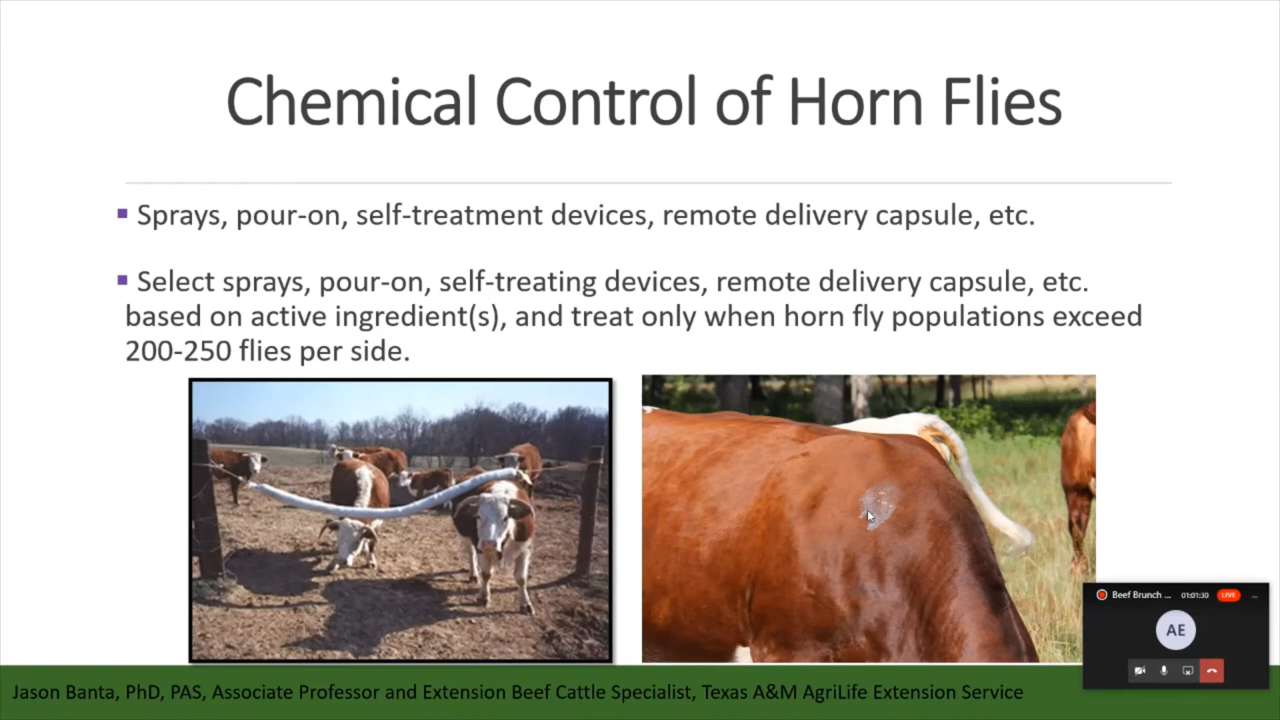 Chemical Control of Horn Flies
Sprays, pour-on, self-treatment devices, remote delivery capsule, etc.
Select sprays, pour-on, self-treating devices, remote delivery capsule, etc.
based on active ingredient(s), and treat only when horn fly populations exceed
200-250 flies per side.
Beef Brunch ... 01:01:30 LIVE ...
AE
Jason Banta, PhD, PAS, Associate Professor and Extension Beef Cattle Specialist, Texas A&M AgriLife Extension Service